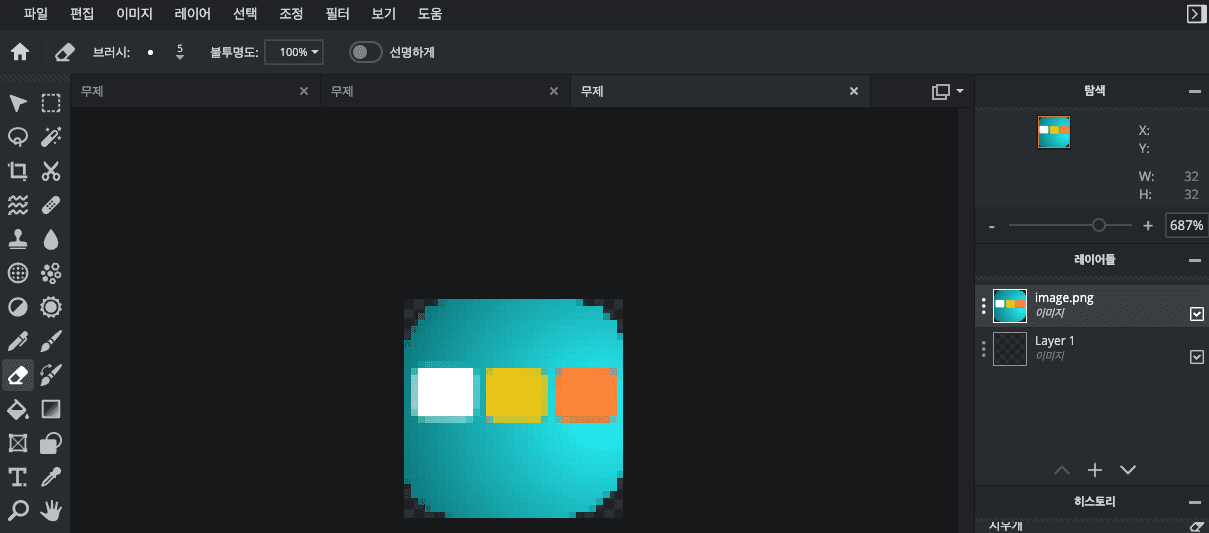 파일 편집 이미지 레이어 선택 조정 필터 보기 도움
브러시: 5 불투명도: 100% 선명하게
무제 무제 무제
탐색
X:
Y:
W: 32
H: 32
- + 687%
레이어들
image.png
이미지
Layer 1
이미지
히스토리
지우개